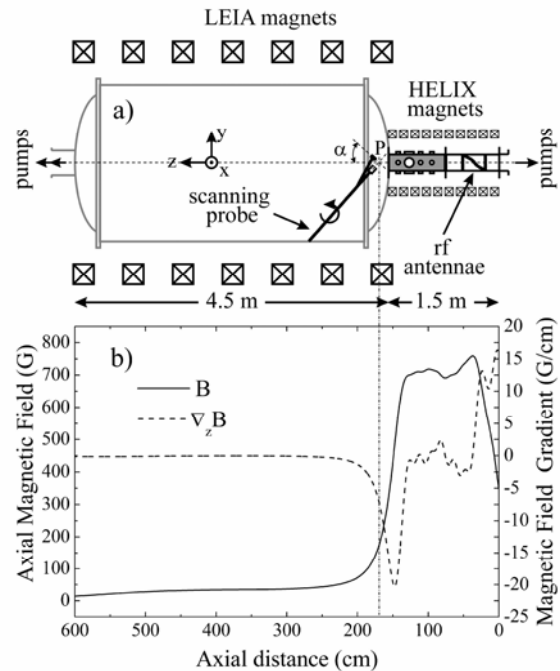 LEIA magnets
a)
HELIX
magnets
y
z
x
α
P
pumps
pumps
scanning
probe
rf
antennae
4.5 m
1.5 m
b)
B
∇zB
Axial Magnetic Field (G)
800
700
600
500
400
300
200
100
0
20
15
10
5
0
-5
-10
-15
-20
-25
Magnetic Field Gradient (G/cm)
600 500 400 300 200 150 100 50 0
Axial distance (cm)